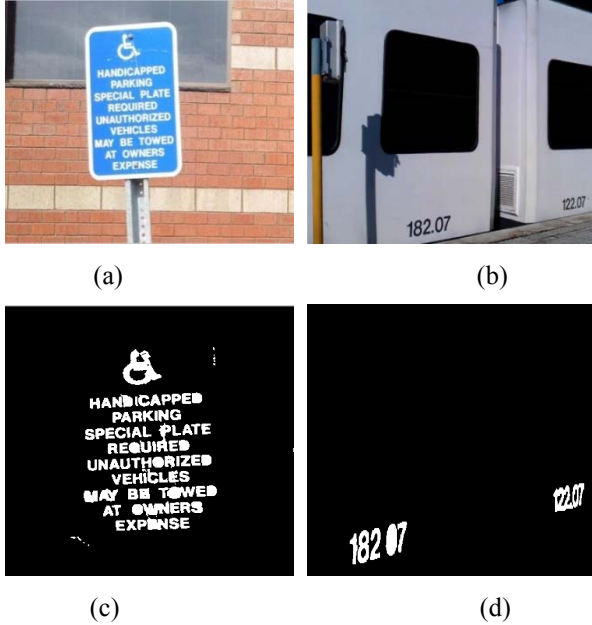 HANDICAPPED
PARKING
SPECIAL PLATE
REQUIRED
UNAUTHORIZED
VEHICLES
MAY BE TOWED
AT OWNERS
EXPENSE
182.07
122.07
(a)
(b)
HANDICAPPED
PARKING
SPECIAL PLATE
REQUIRED
UNAUTHORIZED
VEHICLES
MAY BE TOWED
AT OWNERS
EXPENSE
182 07
122.07
(c)
(d)